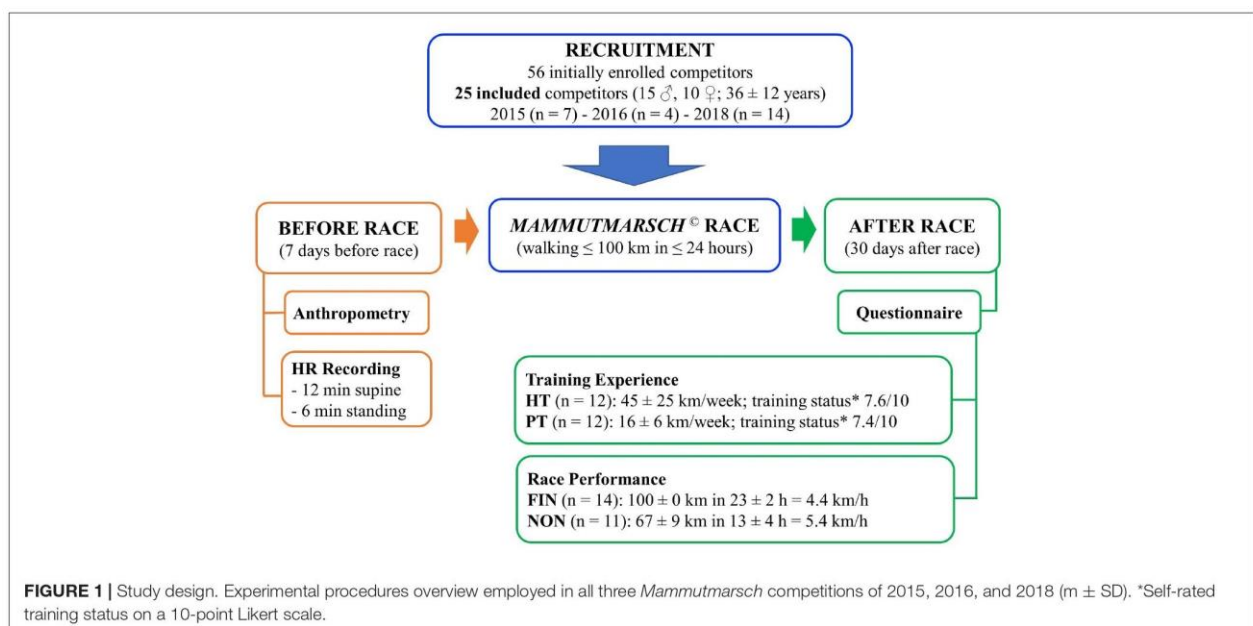 RECRUITMENT
56 initially enrolled competitors
25 included competitors (15 ♂, 10 ♀; 36 ± 12 years)
2015 (n = 7) - 2016 (n = 4) - 2018 (n = 14)
BEFORE RACE
(7 days before race)
MAMMUTMARSCH © RACE
(walking ≤ 100 km in ≤ 24 hours)
AFTER RACE
(30 days after race)
Anthropometry
HR Recording
- 12 min supine
- 6 min standing
Questionnaire
Training Experience
HT (n = 12): 45 ± 25 km/week; training status* 7.6/10
PT (n = 12): 16 ± 6 km/week; training status* 7.4/10
Race Performance
FIN (n = 14): 100 ± 0 km in 23 ± 2 h = 4.4 km/h
NON (n = 11): 67 ± 9 km in 13 ± 4 h = 5.4 km/h
FIGURE 1 | Study design. Experimental procedures overview employed in all three Mammutmarsch competitions of 2015, 2016, and 2018 (m ± SD). *Self-rated
training status on a 10-point Likert scale.